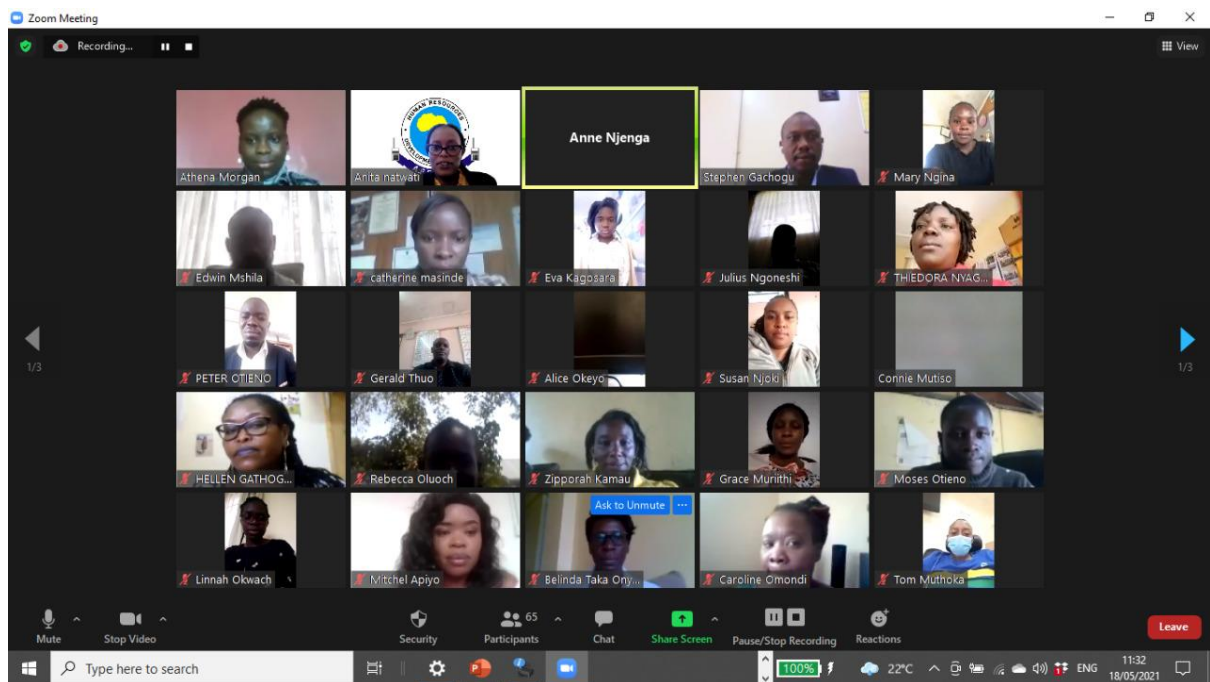 Zoom Meeting
Recording...
View
HUMAN RESOURCES
Athena Morgan
Anita natwati
Anne Njenga
Stephen Gachogu
Mary Ngina
Edwin Mshila
catherine masinde
Eva Kagosara
Julius Ngoneshi
THIEDORA NYAG...
PETER OTIENO
Gerald Thuo
Alice Okeyo
Susan Njoki
Connie Mutiso
1/3
1/3
HELLEN GATHOG...
Rebecca Oluoch
Zipporah Kamau
Grace Muriithi
Moses Otieno
Ask to Unmute
Linnah Okwach
Mitchel Apiyo
Belinda Taka Ony...
Caroline Omondi
Tom Muthoka
65
Mute
Stop Video
Security
Participants
Chat
Share Screen
Pause/Stop Recording
Reactions
Leave
Type here to search
100%
22°C
ENG
11:32
18/05/2021